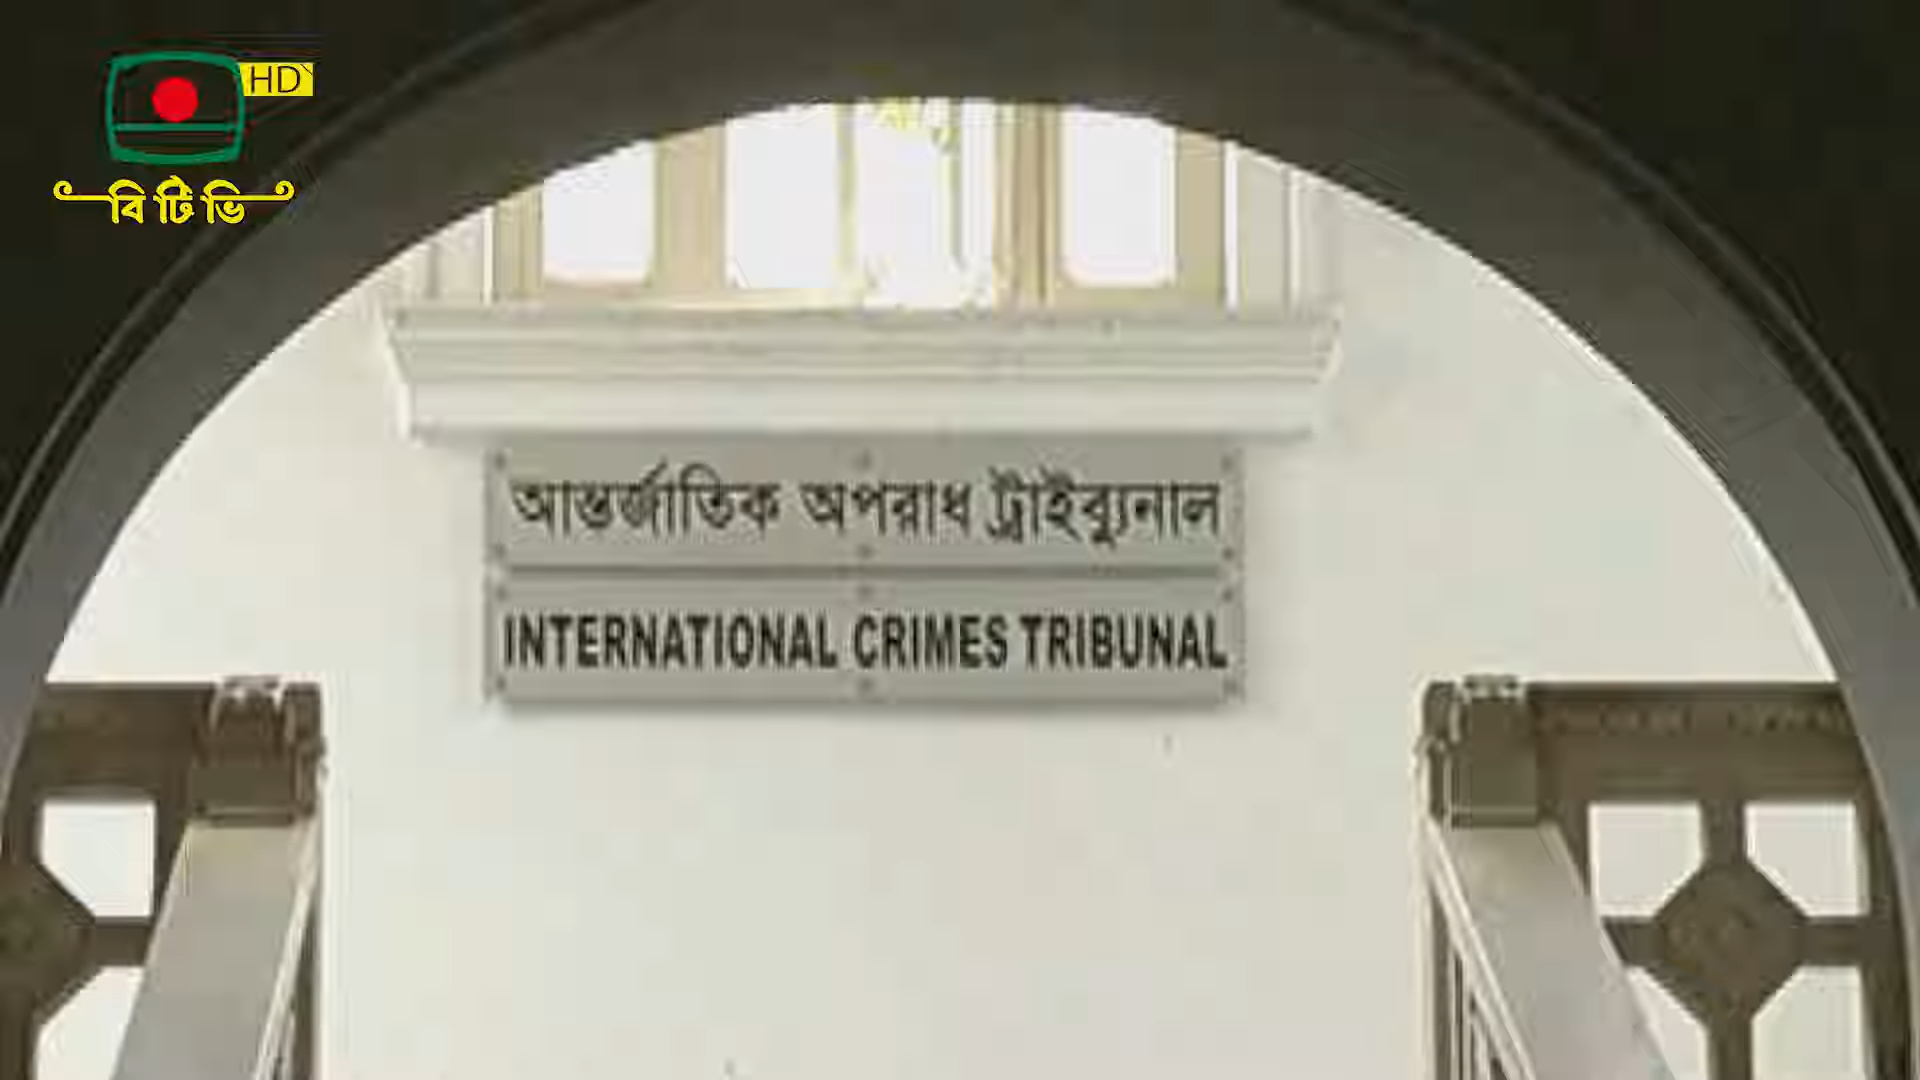 HD
বিটিভি
আন্তর্জাতিক অপরাধ ট্রাইব্যুনাল
INTERNATIONAL CRIMES TRIBUNAL